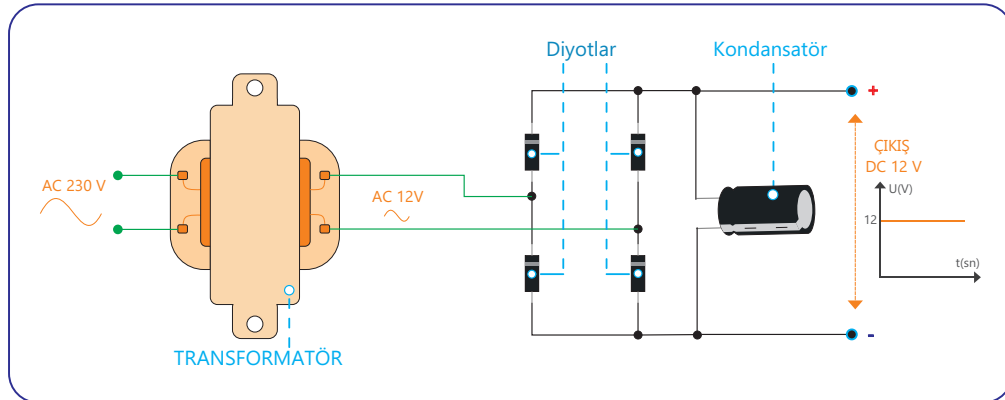 Diyotlar
Kondansatör
+
ÇIKIŞ
DC 12 V
AC 230 V
AC 12V
U(V)
12
t(sn)
-
TRANSFORMATÖR